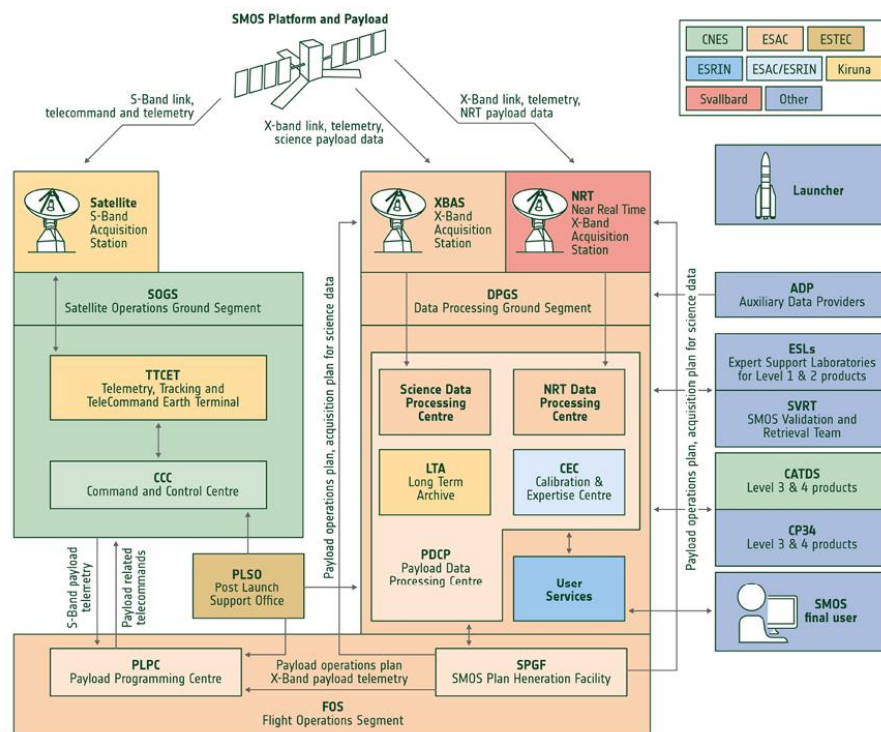 SMOS Platform and Payload
CNES
ESAC
ESTEC
ESRIN
ESAC/ESRIN
Kiruna
Svallbard
Other
S-Band link,
telecommand and telemetry
X-band link, telemetry,
science payload data
X-Band link, telemetry,
NRT payload data
Satellite
S-Band
Acquisition
Station
XBAS
X-Band
Acquisition
Station
NRT
Near Real Time
X-Band
Acquisition
Station
Launcher
SOGS
Satellite Operations Ground Segment
DPGS
Data Processing Ground Segment
ADP
Auxiliary Data Providers
TTCET
Telemetry, Tracking and
TeleCommand Earth Terminal
CCC
Command and Control Centre
Payload operations plan, acquisition plan for science data
Science Data
Processing
Centre
NRT Data
Processing
Centre
LTA
Long Term
Archive
CEC
Calibration &
Expertise Centre
PDCP
Payload Data
Processing Centre
User
Services
Payload operations plan, acquisition plan for science data
ESLs
Expert Support Laboratories
for Level 1 & 2 products
SVRT
SMOS Validation and
Retrieval Team
CATDS
Level 3 & 4 products
CP34
Level 3 & 4 products
SMOS
final user
S-Band payload
telemetry
Payload related
telecommands
PLSO
Post Launch
Support Office
PLPC
Payload Programming Centre
Payload operations plan
X-Band payload telemetry
SPGF
SMOS Plan Heneration Facility
FOS
Flight Operations Segment